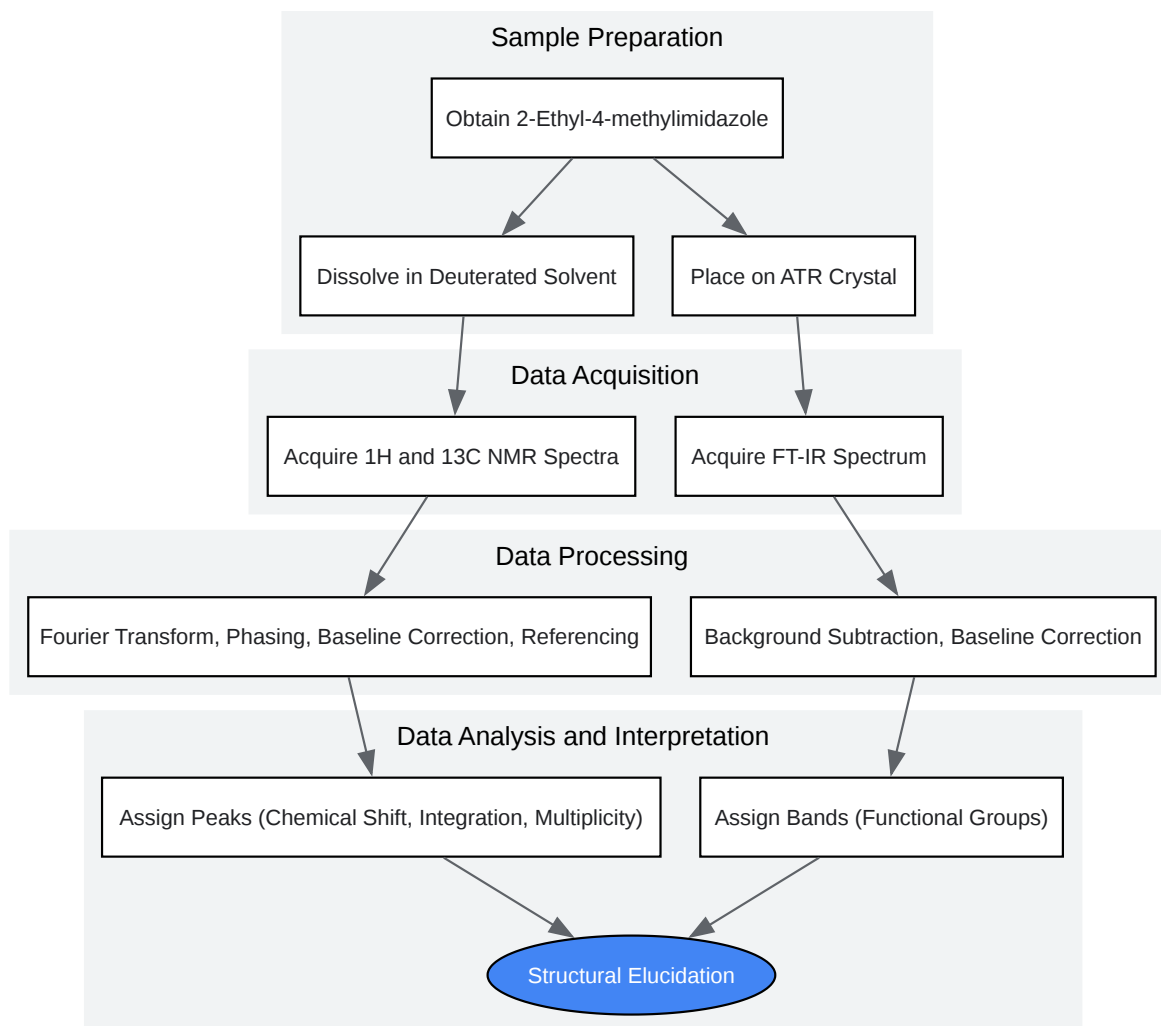 Sample Preparation
Obtain 2-Ethyl-4-methylimidazole
Dissolve in Deuterated Solvent
Place on ATR Crystal
Data Acquisition
Acquire 1H and 13C NMR Spectra
Acquire FT-IR Spectrum
Data Processing
Fourier Transform, Phasing, Baseline Correction, Referencing
Background Subtraction, Baseline Correction
Data Analysis and Interpretation
Assign Peaks (Chemical Shift, Integration, Multiplicity)
Assign Bands (Functional Groups)
Structural Elucidation